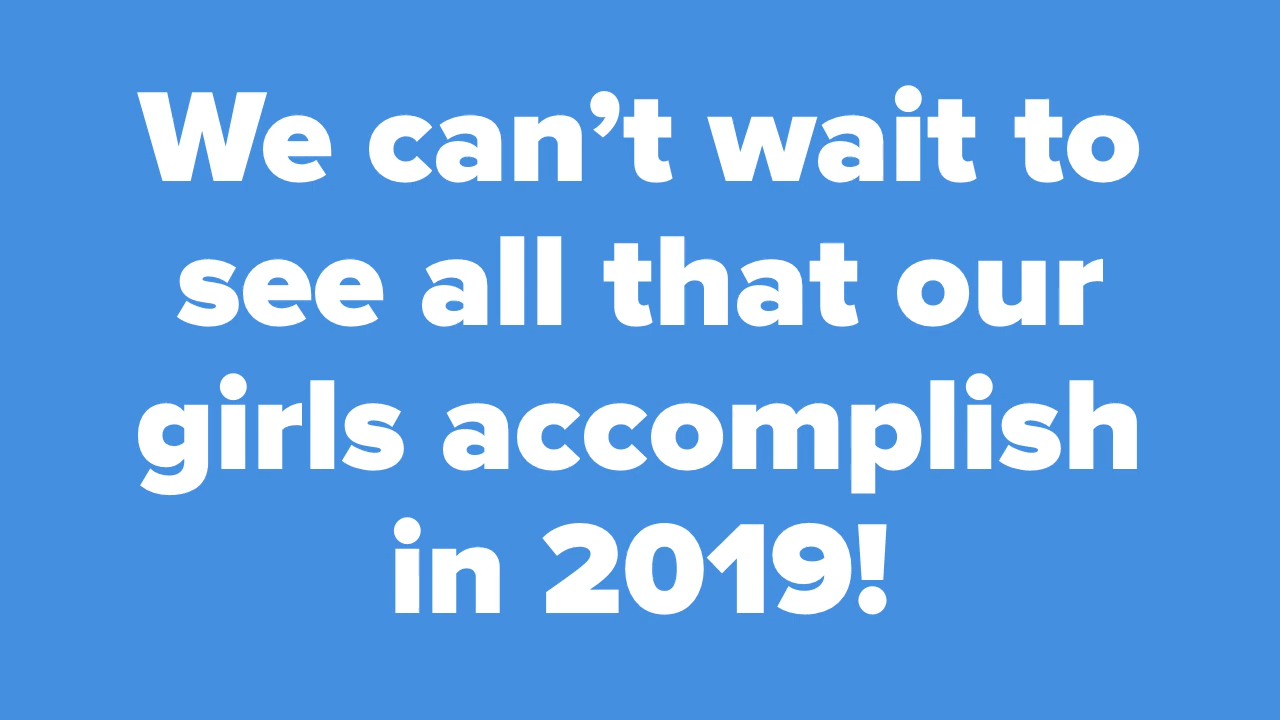 We can’t wait to
see all that our
girls accomplish
in 2019!